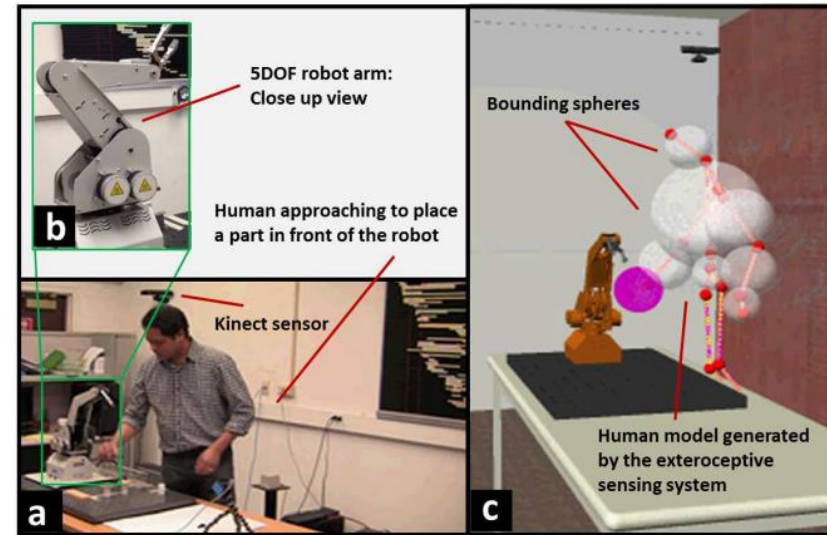 5DOF robot arm:
Close up view
b
Human approaching to place
a part in front of the robot
Kinect sensor
a
Bounding spheres
Human model generated
by the exteroceptive
sensing system
c